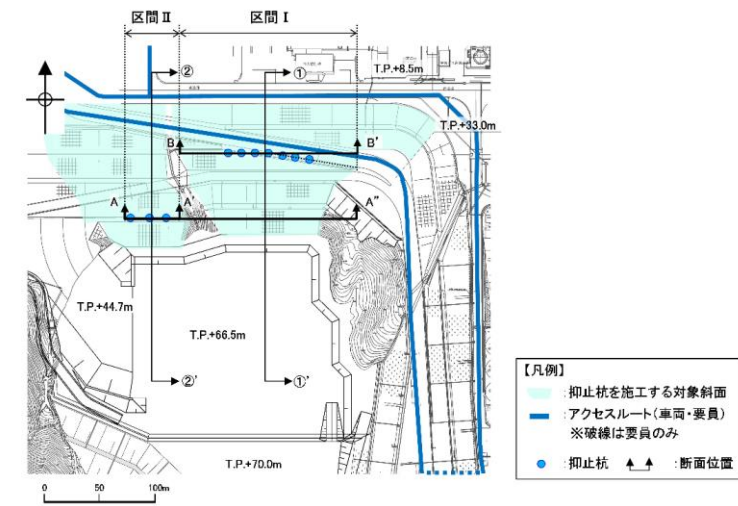 区間Ⅱ 区間Ⅰ
② ①
T.P.+8.5m
T.P.+33.0m
B B'
A A' A"
T.P.+44.7m
T.P.+66.5m
②' ①'
T.P.+70.0m
0 50 100m
【凡例】
:抑止杭を施工する対象斜面
:アクセスルート(車両・要員)
※破線は要員のみ
:抑止杭 :断面位置